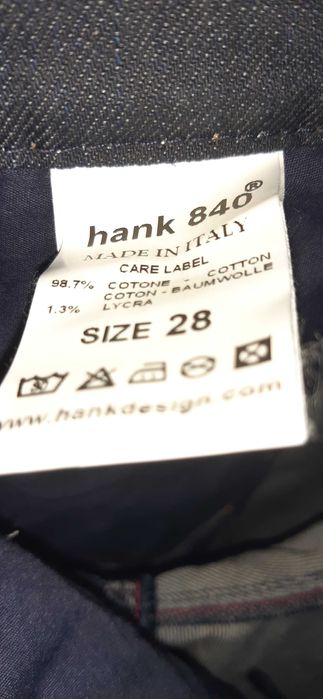 hank 840®
MADE IN ITALY
CARE LABEL
98.7% COTONE - COTTON
COTON - BAUMWOLLE
1.3% LYCRA
SIZE 28
www.hankdesign.com